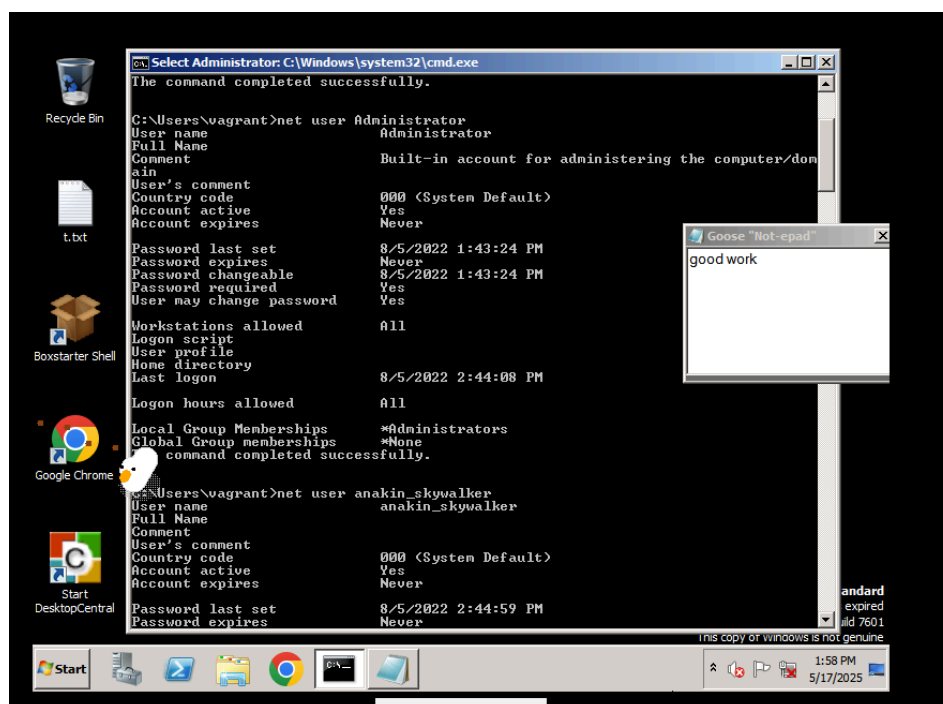 Select Administrator: C:\Windows\system32\cmd.exe
The command completed successfully.
C:\Users\vagrant>net user Administrator
User name                    Administrator
Full Name
Comment                      Built-in account for administering the computer/dom
ain
User's comment
Country code                 000 (System Default)
Account active               Yes
Account expires              Never
Password last set            8/5/2022 1:43:24 PM
Password expires             Never
Password changeable          8/5/2022 1:43:24 PM
Password required            Yes
User may change password     Yes
Workstations allowed         All
Logon script
User profile
Home directory
Last logon                   8/5/2022 2:44:08 PM
Logon hours allowed          All
Local Group Memberships      *Administrators
Global Group memberships     *None
command completed successfully.
C:\Users\vagrant>net user anakin_skywalker
User name                    anakin_skywalker
Full Name
Comment
User's comment
Country code                 000 (System Default)
Account active               Yes
Account expires              Never
Password last set            8/5/2022 2:44:59 PM
Password expires             Never
Recycle Bin
t.txt
Boxstarter Shell
Google Chrome
Start
DesktopCentral
Goose "Not-epad"
good work
andard
expired
ild 7601
This copy of Windows is not genuine
Start
C:\_
1:58 PM
5/17/2025